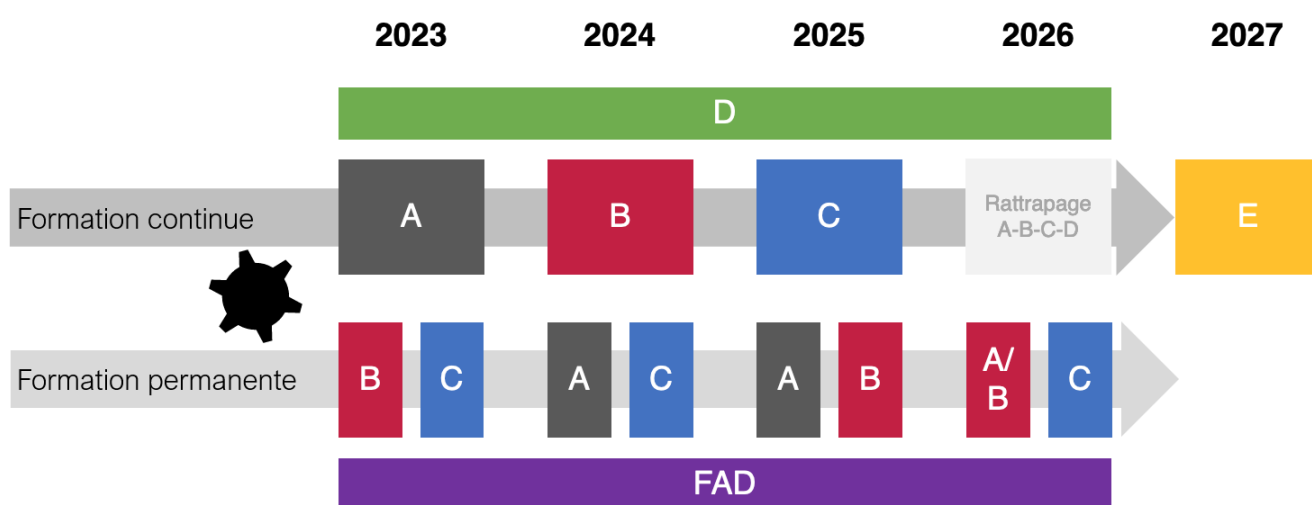 2023 2024 2025 2026 2027
D
Formation continue A B C Rattrapage A-B-C-D E
Formation permanente B C A C A B A/B C
FAD